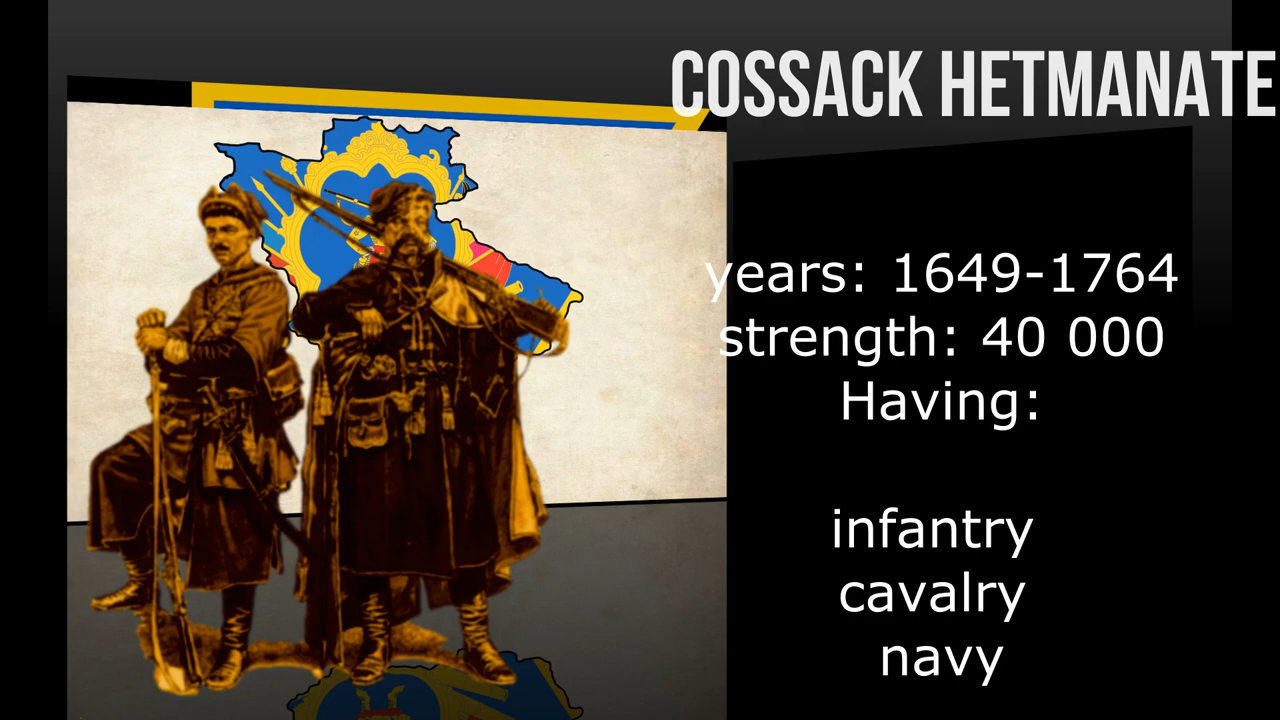 COSSACK HETMANATE
years: 1649-1764
strength: 40 000
Having:
infantry
cavalry
navy